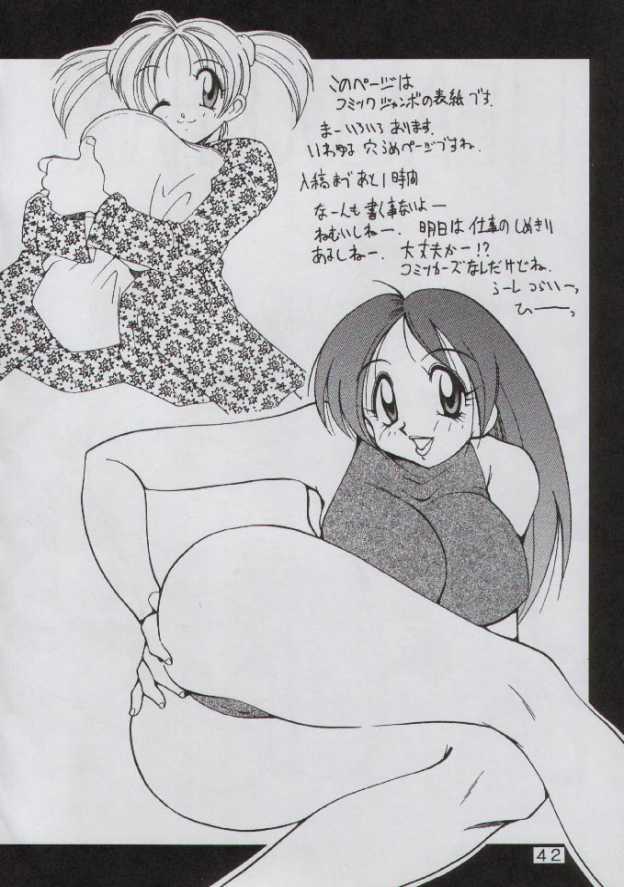 このページは
コミックジャンボの表紙です.
まーいろいろあります.
いわゆる穴うめページですね.
入稿まであと1時間
なーんも書く事ないよー
ねむいしねー. 明日は仕事のしめきり
あるしねー. 大丈夫かー!?
コミッカーズなしだけどね.
らーしつらいーっ
ひーーっ
42